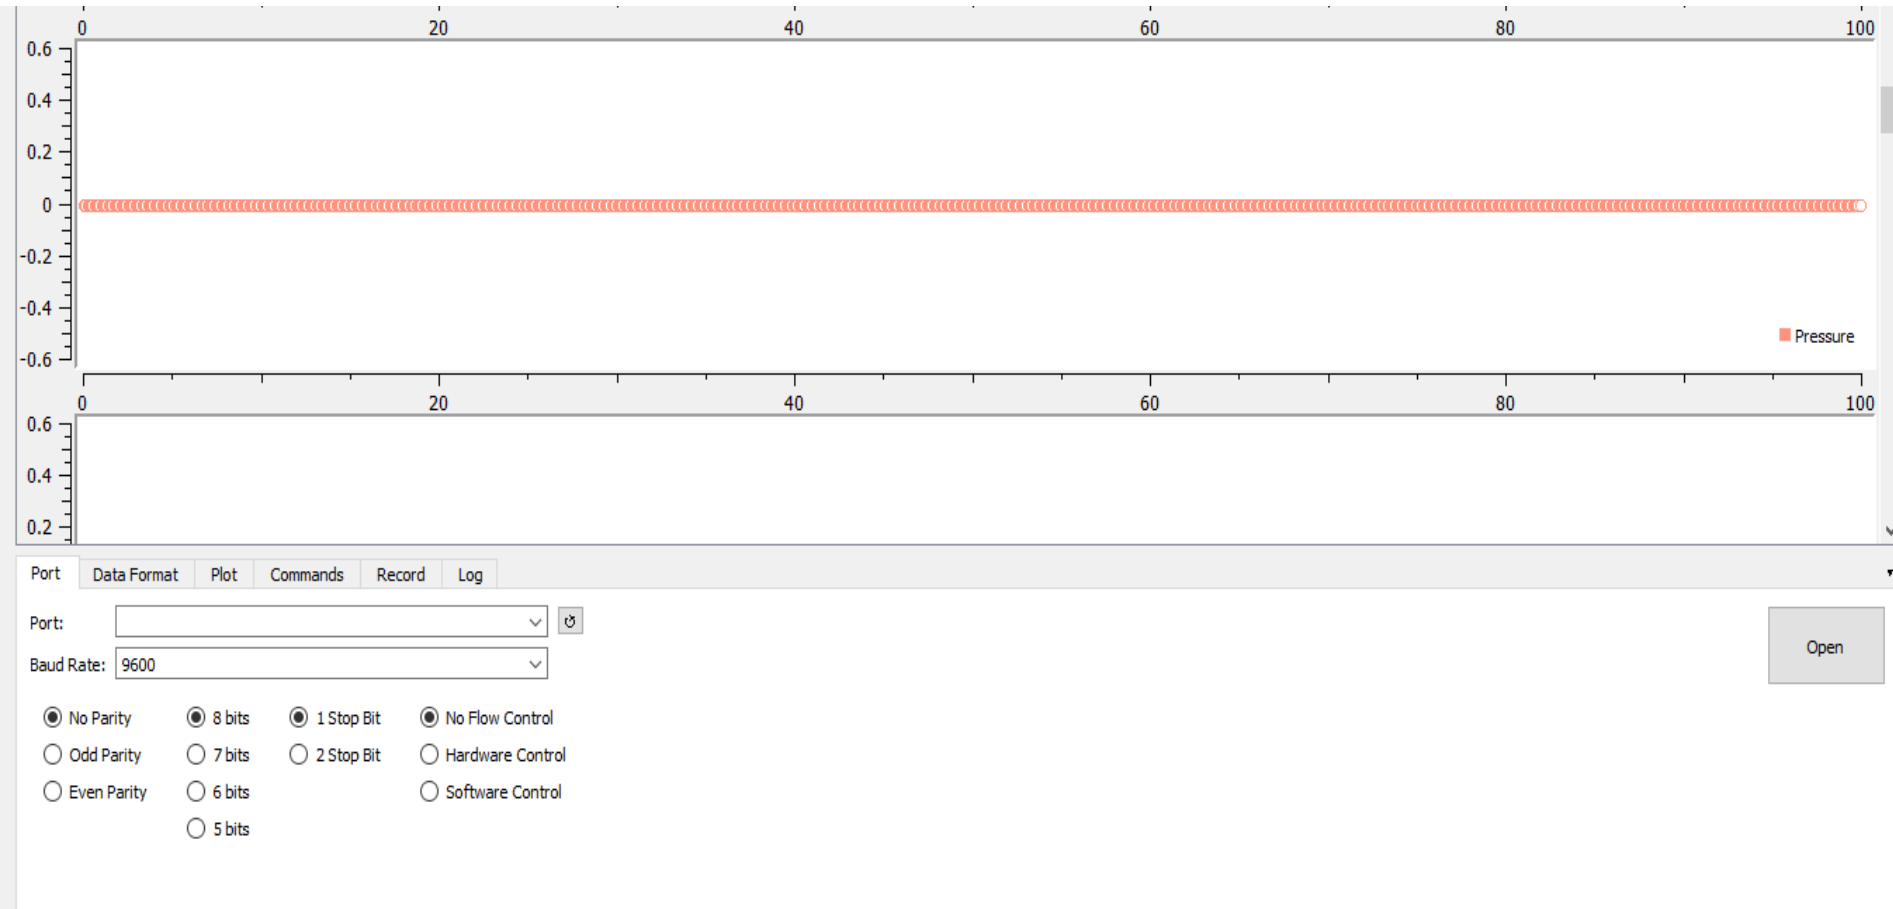 0 20 40 60 80 100
0.6
0.4
0.2
0
-0.2
-0.4
Pressure
-0.6
0 20 40 60 80 100
0.6
0.4
0.2
Port Data Format Plot Commands Record Log
Port:
Open
Baud Rate: 9600
No Parity 8 bits 1 Stop Bit No Flow Control
Odd Parity 7 bits 2 Stop Bit Hardware Control
Even Parity 6 bits Software Control
5 bits